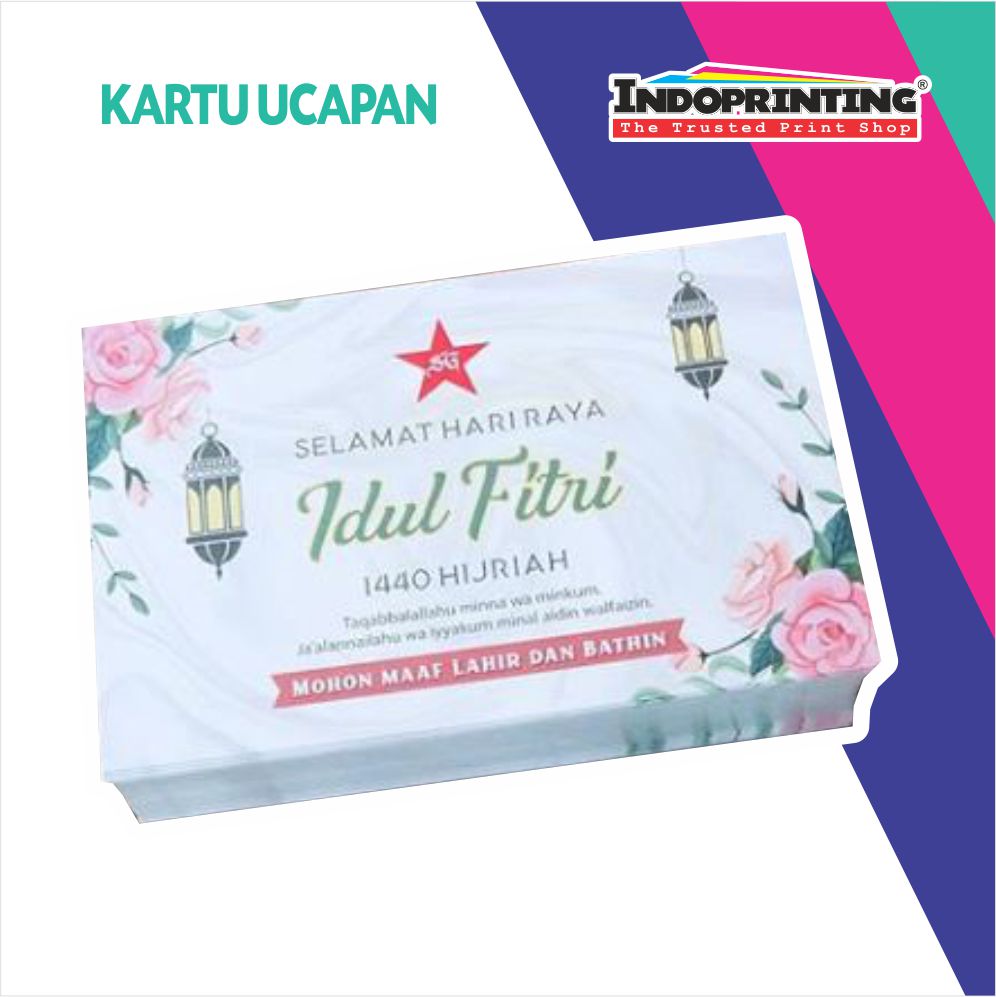 KARTU UCAPAN
INDOPRINTING®
The Trusted Print Shop
SG
SELAMAT HARI RAYA
Idul Fitri
1440 HIJRIAH
Taqabbalallahu minna wa minkum.
Ja'alannailahu wa iyyakum minal aidin walfaizin.
MOHON MAAF LAHIR DAN BATHIN